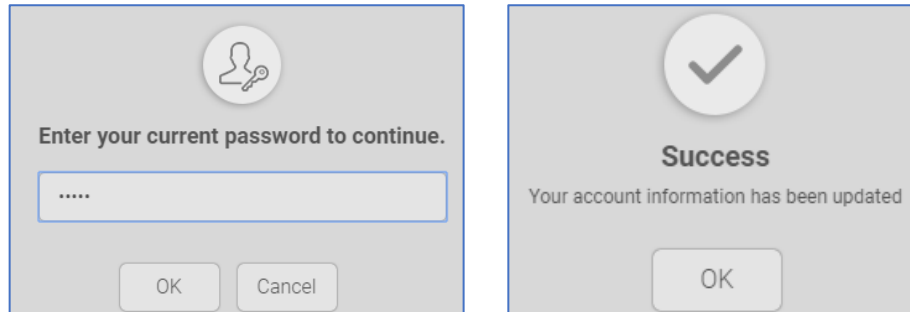 Enter your current password to continue.
•••••
OK Cancel
Success
Your account information has been updated
OK